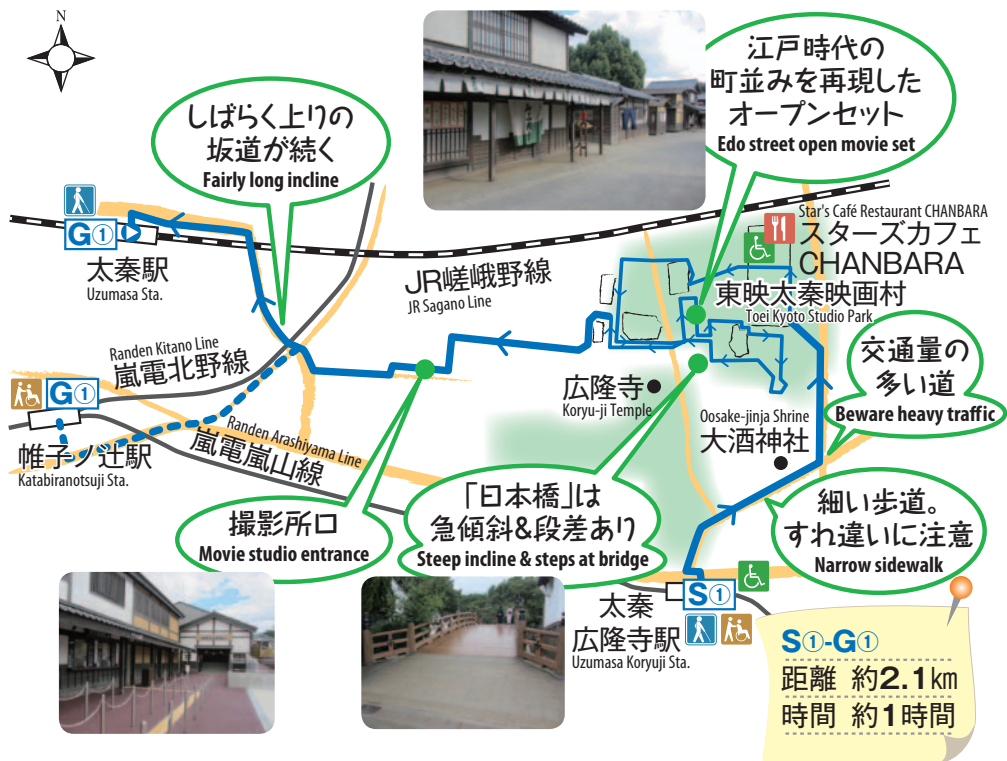 N
江戸時代の
町並みを再現した
オープンセット
Edo street open movie set
しばらく上りの
坂道が続く
Fairly long incline
G①
太秦駅
Uzumasa Sta.
JR嵯峨野線
JR Sagano Line
Star's Café Restaurant CHANBARA
スターズカフェ
CHANBARA
東映太秦映画村
Toei Kyoto Studio Park
Randen Kitano Line
嵐電北野線
交通量の
多い道
Beware heavy traffic
広隆寺
Koryu-ji Temple
G①
帷子ノ辻駅
Katabiranotsuji Sta.
Randen Arashiyama Line
嵐電嵐山線
Oosake-jinja Shrine
大酒神社
撮影所口
Movie studio entrance
「日本橋」は
急傾斜&段差あり
Steep incline & steps at bridge
細い歩道。
すれ違いに注意
Narrow sidewalk
S①
太秦
広隆寺駅
Uzumasa Koryuji Sta.
S①-G①
距離 約2.1km
時間 約1時間